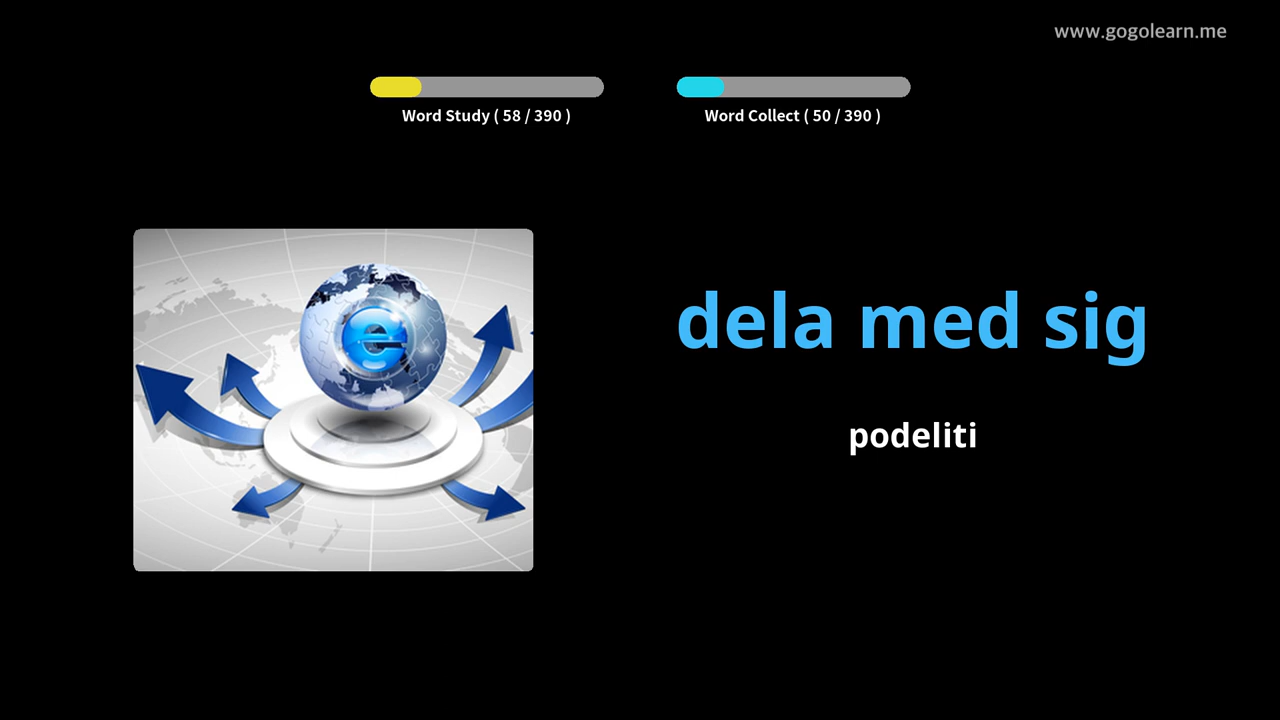 www.gogolearn.me
Word Study ( 58 / 390 )
Word Collect ( 50 / 390 )
e
dela med sig
podeliti